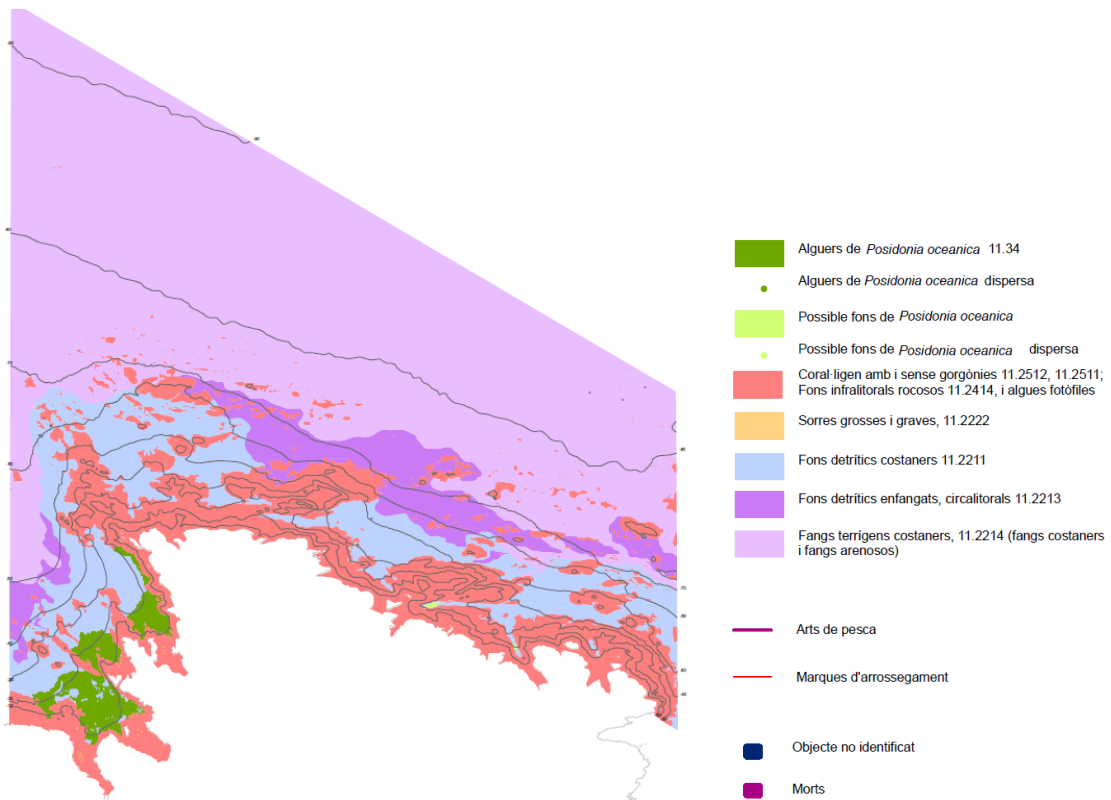 Alguers de Posidonia oceanica 11.34
Alguers de Posidonia oceanica dispersa
Possible fons de Posidonia oceanica
Possible fons de Posidonia oceanica dispersa
Coral·ligen amb i sense gorgònies 11.2512, 11.2511;
Fons infralitorals rocosos 11.2414, i algues fotòfiles
Sorres grosses i graves, 11.2222
Fons detrítics costaners 11.2211
Fons detrítics enfangats, circalitorals 11.2213
Fangs terrígens costaners, 11.2214 (fangs costaners
i fangs arenosos)
Arts de pesca
Marques d'arrossegament
Objecte no identificat
Morts